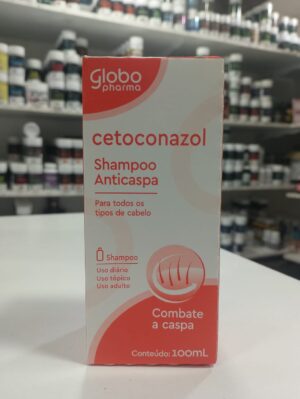 globo
pharma
cetoconazol
Shampoo
Anticaspa
Para todos os
tipos de cabelo
Shampoo
Uso diário
Uso tópico
Uso adulto
Combate
a caspa
Conteúdo: 100mL